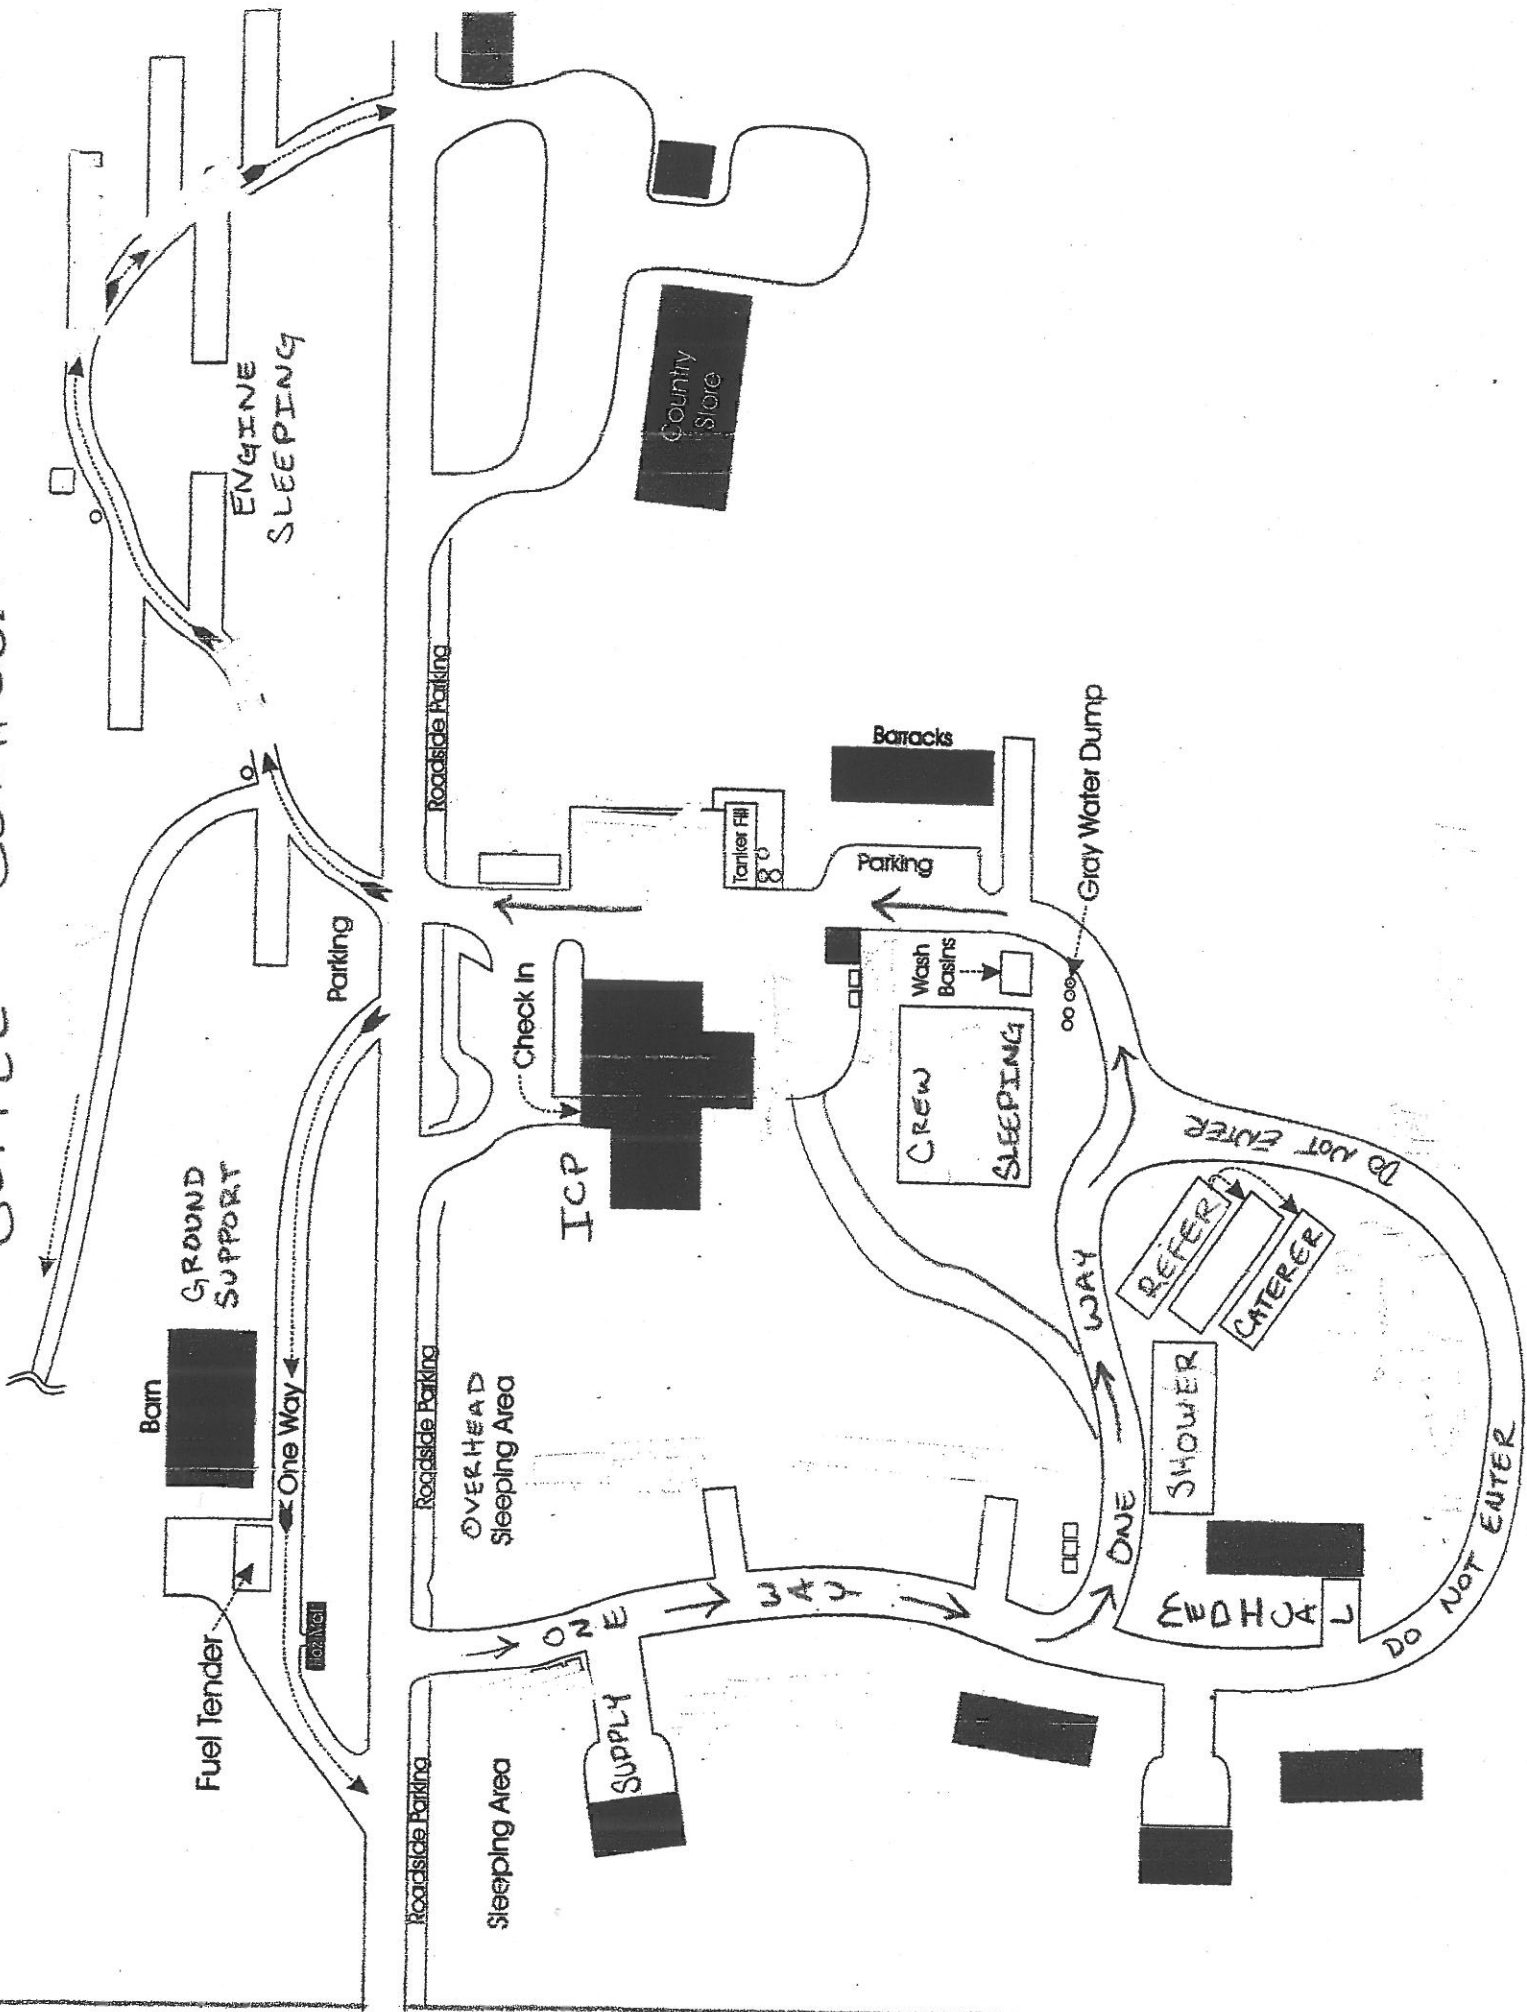 ENGINE
SLEEPING
Country
Store
Roadside Parking
Parking
Barracks
Tanker Fill
Parking
Gray Water Dump
Check In
Wash
Basins
CREW
SLEEPING
ICP
GROUND
SUPPORT
Barn
One Way
Fuel Tender
Haz Mat
Roadside Parking
OVERHEAD
Sleeping Area
ONE
WAY
SUPPLY
Roadside Parking
Sleeping Area
ONE WAY
DO NOT ENTER
REFER
CATERER
SHOWER
MEDHCAL
DO NOT ENTER